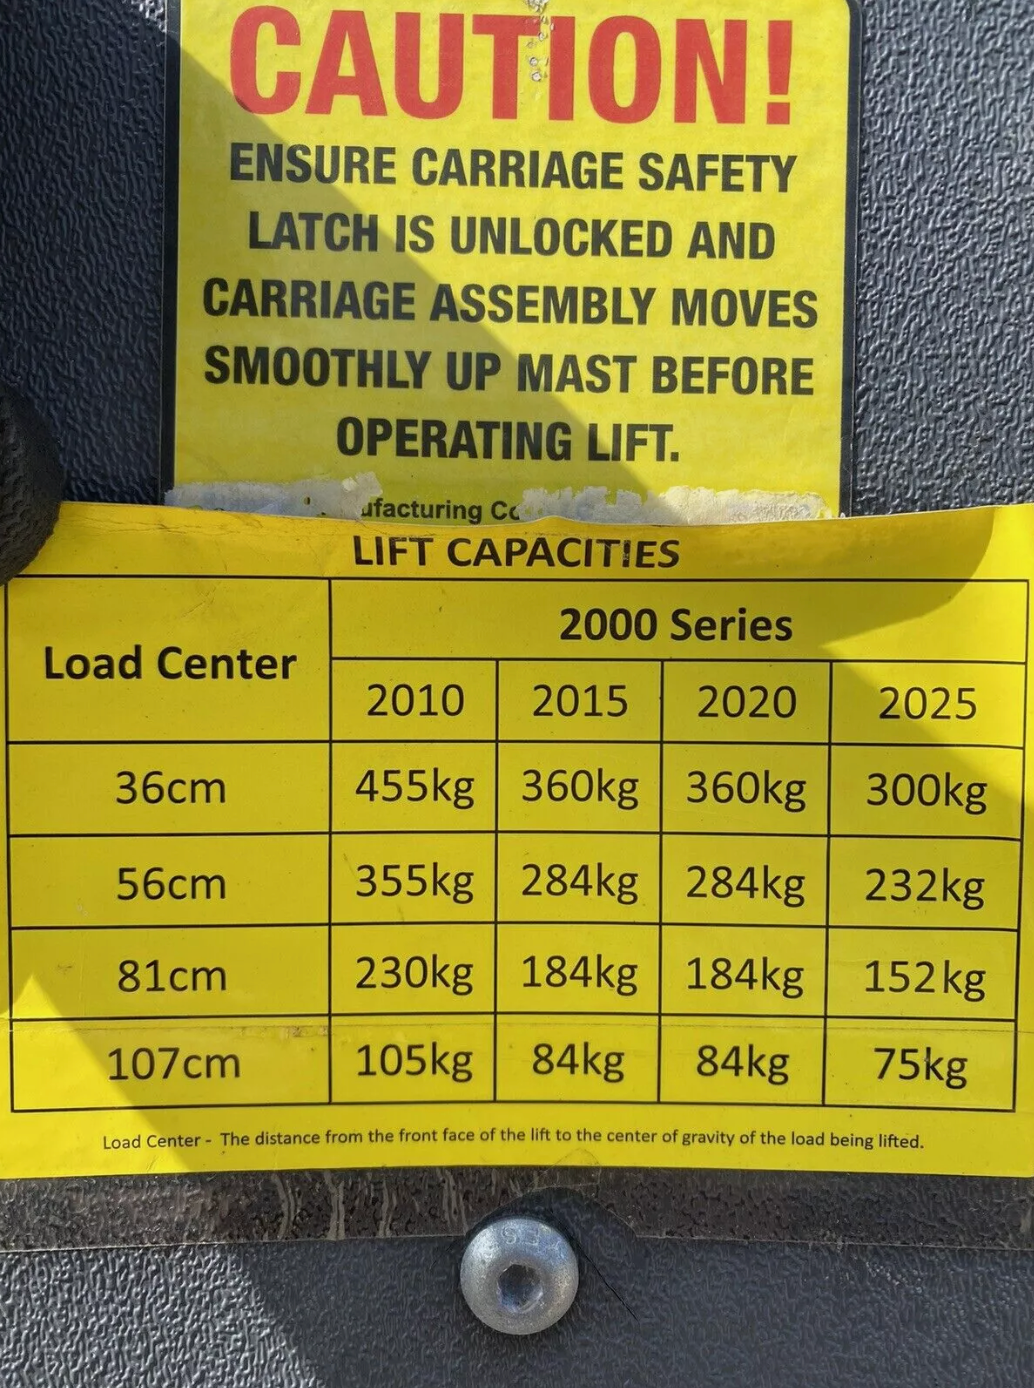 CAUTION!
ENSURE CARRIAGE SAFETY
LATCH IS UNLOCKED AND
CARRIAGE ASSEMBLY MOVES
SMOOTHLY UP MAST BEFORE
OPERATING LIFT.
ufacturing Co
LIFT CAPACITIES
Load Center
2000 Series
2010 2015 2020 2025
36cm 455kg 360kg 360kg 300kg
56cm 355kg 284kg 284kg 232kg
81cm 230kg 184kg 184kg 152kg
107cm 105kg 84kg 84kg 75kg
Load Center - The distance from the front face of the lift to the center of gravity of the load being lifted.